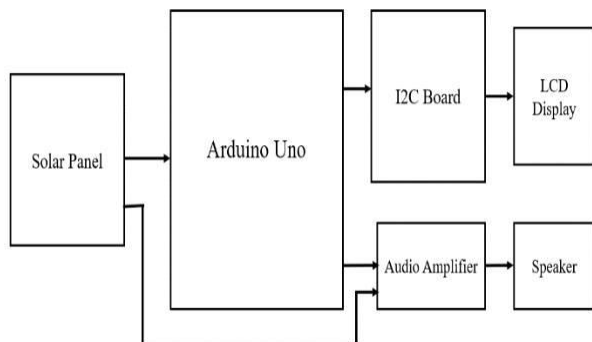 Solar Panel
Arduino Uno
I2C Board
LCD
Display
Audio Amplifier
Speaker